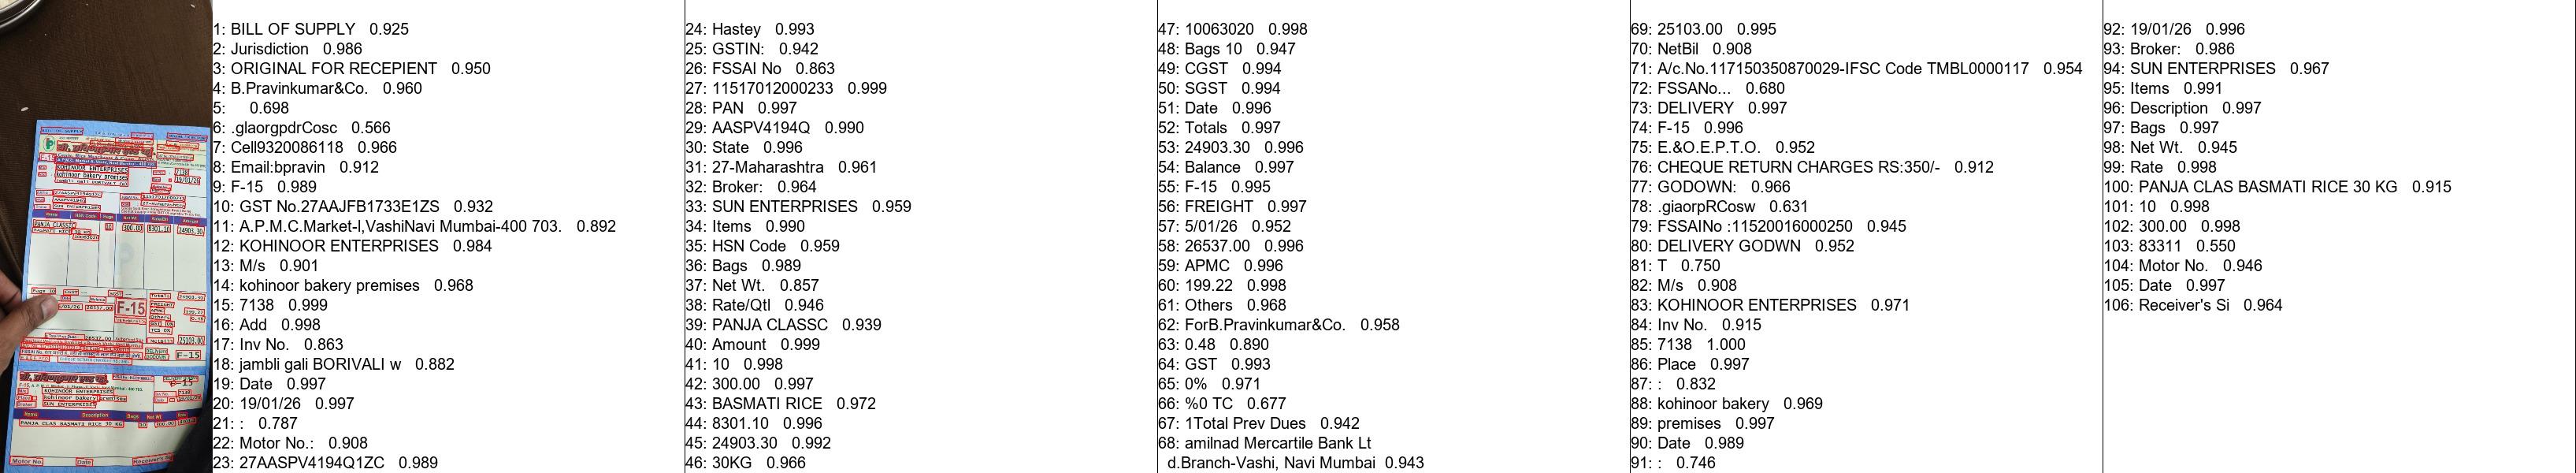 1: BILL OF SUPPLY 0.925
2: Jurisdiction 0.986
3: ORIGINAL FOR RECEPIENT 0.950
4: B.Pravinkumar&Co. 0.960
5: 0.698
6: .glaorgpdrCosc 0.566
7: Cell9320086118 0.966
8: Email:bpravin 0.912
9: F-15 0.989
10: GST No.27AAJFB1733E1ZS 0.932
11: A.P.M.C.Market-I,VashiNavi Mumbai-400 703. 0.892
12: KOHINOOR ENTERPRISES 0.984
13: M/s 0.901
14: kohinoor bakery premises 0.968
15: 7138 0.999
16: Add 0.998
17: Inv No. 0.863
18: jambli gali BORIVALI w 0.882
19: Date 0.997
20: 19/01/26 0.997
21: : 0.787
22: Motor No.: 0.908
23: 27AASPV4194Q1ZC 0.989
24: Hastey 0.993
25: GSTIN: 0.942
26: FSSAI No 0.863
27: 11517012000233 0.999
28: PAN 0.997
29: AASPV4194Q 0.990
30: State 0.996
31: 27-Maharashtra 0.961
32: Broker: 0.964
33: SUN ENTERPRISES 0.959
34: Items 0.990
35: HSN Code 0.959
36: Bags 0.989
37: Net Wt. 0.857
38: Rate/Qtl 0.946
39: PANJA CLASSC 0.939
40: Amount 0.999
41: 10 0.998
42: 300.00 0.997
43: BASMATI RICE 0.972
44: 8301.10 0.996
45: 24903.30 0.992
46: 30KG 0.966
47: 10063020 0.998
48: Bags 10 0.947
49: CGST 0.994
50: SGST 0.994
51: Date 0.996
52: Totals 0.997
53: 24903.30 0.996
54: Balance 0.997
55: F-15 0.995
56: FREIGHT 0.997
57: 5/01/26 0.952
58: 26537.00 0.996
59: APMC 0.996
60: 199.22 0.998
61: Others 0.968
62: ForB.Pravinkumar&Co. 0.958
63: 0.48 0.890
64: GST 0.993
65: 0% 0.971
66: %0 TC 0.677
67: 1Total Prev Dues 0.942
68: amilnad Mercartile Bank Lt
d.Branch-Vashi, Navi Mumbai 0.943
69: 25103.00 0.995
70: NetBil 0.908
71: A/c.No.117150350870029-IFSC Code TMBL0000117 0.954
72: FSSANo... 0.680
73: DELIVERY 0.997
74: F-15 0.996
75: E.&O.E.P.T.O. 0.952
76: CHEQUE RETURN CHARGES RS:350/- 0.912
77: GODOWN: 0.966
78: .giaorpRCosw 0.631
79: FSSAINo :11520016000250 0.945
80: DELIVERY GODWN 0.952
81: T 0.750
82: M/s 0.908
83: KOHINOOR ENTERPRISES 0.971
84: Inv No. 0.915
85: 7138 1.000
86: Place 0.997
87: : 0.832
88: kohinoor bakery 0.969
89: premises 0.997
90: Date 0.989
91: : 0.746
92: 19/01/26 0.996
93: Broker: 0.986
94: SUN ENTERPRISES 0.967
95: Items 0.991
96: Description 0.997
97: Bags 0.997
98: Net Wt. 0.945
99: Rate 0.998
100: PANJA CLAS BASMATI RICE 30 KG 0.915
101: 10 0.998
102: 300.00 0.998
103: 83311 0.550
104: Motor No. 0.946
105: Date 0.997
106: Receiver's Si 0.964